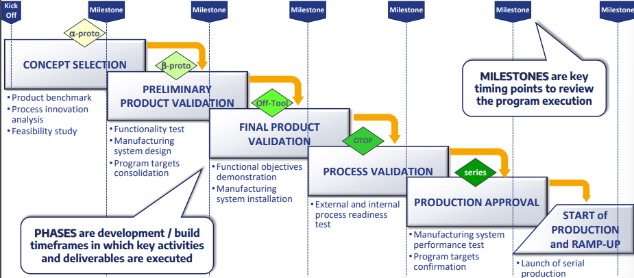 Kick
Off
Milestone
Milestone
Milestone
Milestone
Milestone
Milestone
α-proto
CONCEPT SELECTION
• Product benchmark
• Process innovation
analysis
• Feasibility study
β-proto
PRELIMINARY
PRODUCT VALIDATION
• Functionality test
• Manufacturing
system design
• Program targets
consolidation
Off-Tool
FINAL PRODUCT
VALIDATION
• Functional objectives
demonstration
• Manufacturing
system installation
OTOP
PROCESS VALIDATION
• External and internal
process readiness
test
series
PRODUCTION APPROVAL
• Manufacturing system
performance test
• Program targets
confirmation
START of
PRODUCTION
and RAMP-UP
• Launch of serial
production
MILESTONES are key
timing points to review
the program execution
PHASES are development / build
timeframes in which key activities
and deliverables are executed